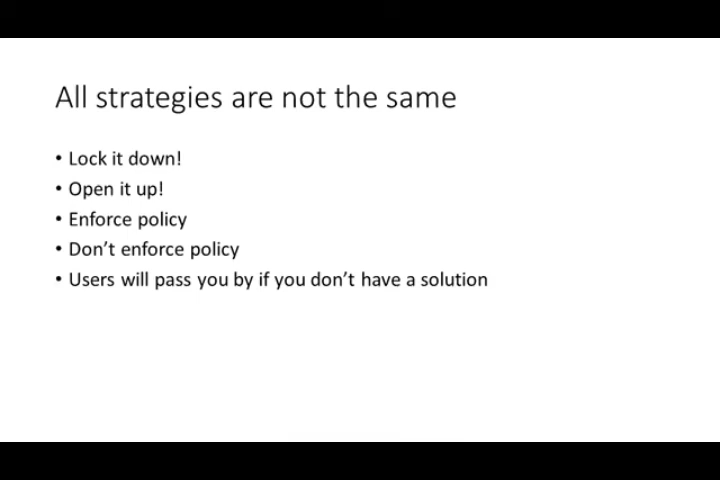 All strategies are not the same
• Lock it down!
• Open it up!
• Enforce policy
• Don’t enforce policy
• Users will pass you by if you don’t have a solution